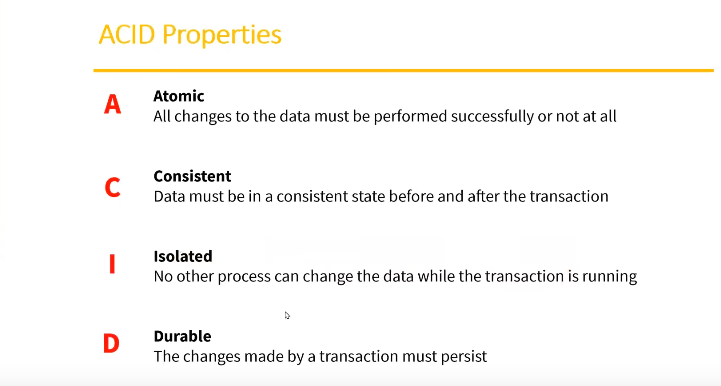 ACID Properties
A
Atomic
All changes to the data must be performed successfully or not at all
C
Consistent
Data must be in a consistent state before and after the transaction
I
Isolated
No other process can change the data while the transaction is running
D
Durable
The changes made by a transaction must persist